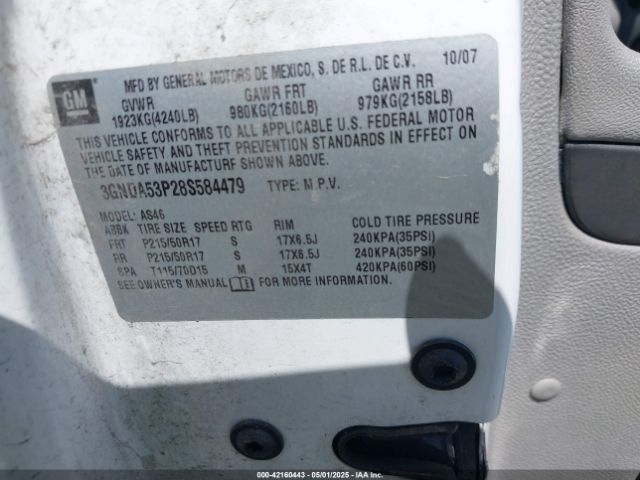 GM
MFD BY GENERAL MOTORS DE MEXICO, S. DE R.L. DE C.V. 10/07
GVWR GAWR FRT GAWR RR
1923KG(4240LB) 980KG(2160LB) 979KG(2158LB)
THIS VEHICLE CONFORMS TO ALL APPLICABLE U.S. FEDERAL MOTOR
VEHICLE SAFETY AND THEFT PREVENTION STANDARDS IN EFFECT ON
THE DATE OF MANUFACTURE SHOWN ABOVE.
3GNDA53P28S584479 TYPE: M.P.V.
MODEL: AS46
ABBR TIRE SIZE SPEED RTG RIM COLD TIRE PRESSURE
FRT P215/50R17 S 17X6.5J 240KPA(35PSI)
RR P215/50R17 S 17X6.5J 240KPA(35PSI)
SPA T115/70D15 M 15X4T 420KPA(60PSI)
SEE OWNER'S MANUAL FOR MORE INFORMATION.
000-42160443 - 05/01/2025 - IAAI.COM